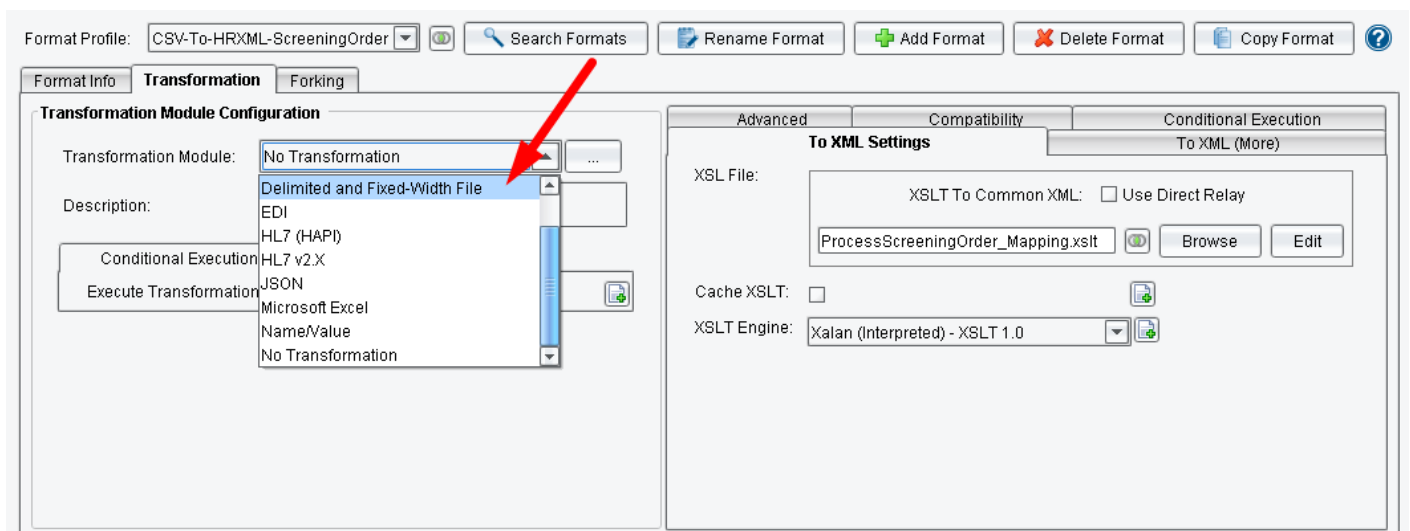 Format Profile: CSV-To-HRXML-ScreeningOrder Search Formats Rename Format Add Format Delete Format Copy Format ?
Format Info Transformation Forking
Transformation Module Configuration
Transformation Module: No Transformation ...
Delimited and Fixed-Width File
Description:
EDI
HL7 (HAPI)
HL7 v2.X
Conditional Execution
JSON
Execute Transformation
Microsoft Excel
Name/Value
No Transformation
Advanced Compatibility Conditional Execution
To XML Settings To XML (More)
XSL File:
XSLT To Common XML: Use Direct Relay
ProcessScreeningOrder_Mapping.xslt Browse Edit
Cache XSLT:
XSLT Engine: Xalan (Interpreted) - XSLT 1.0